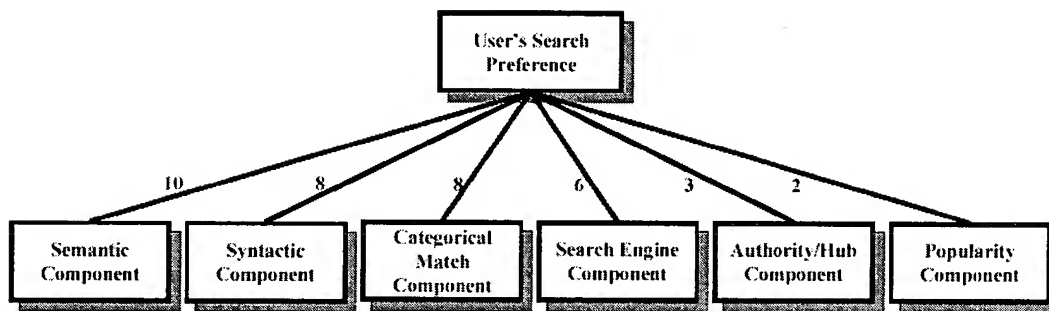 User's Search
Preference
10
8
8
6
3
2
Semantic
Component
Syntactic
Component
Categorical
Match
Component
Search Engine
Component
Authority/Hub
Component
Popularity
Component